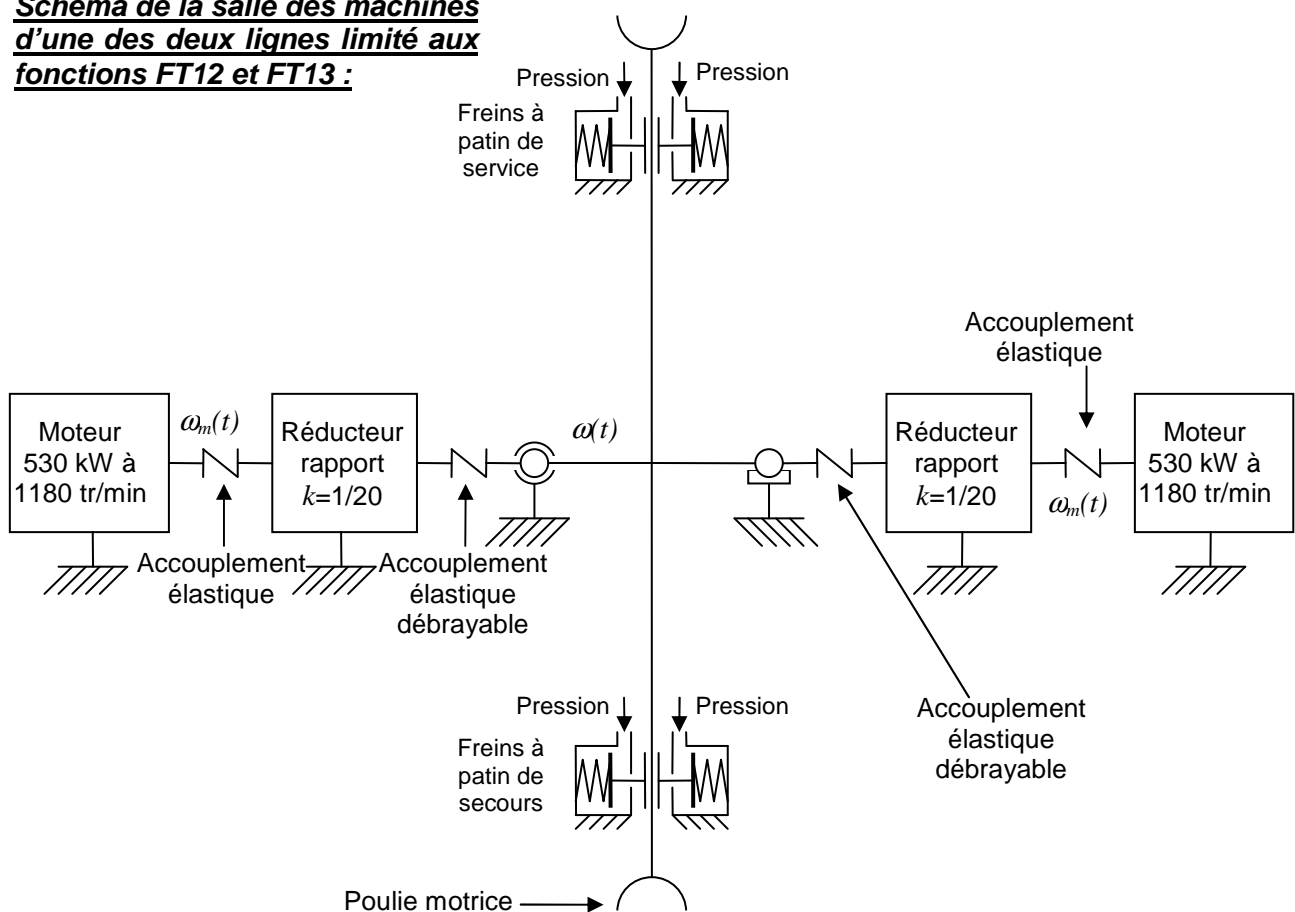 Schéma de la salle des machines
d'une des deux lignes limité aux
fonctions FT12 et FT13 :
Pression
Pression
Freins à
patin de
service
Accouplement
élastique
Moteur
530 kW à
1180 tr/min
ωm(t)
Réducteur
rapport
k=1/20
ω(t)
Réducteur
rapport
k=1/20
ωm(t)
Moteur
530 kW à
1180 tr/min
Accouplement
élastique
Accouplement
élastique
débrayable
Pression
Pression
Freins à
patin de
secours
Accouplement
élastique
débrayable
Poulie motrice